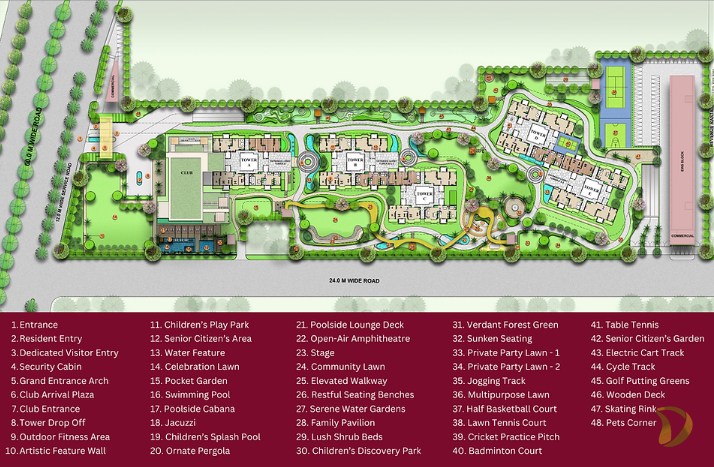 COMMERCIAL
TOWER
D
TOWER
A
TOWER
B
TOWER
C
TOWER
CLUB
EWS BLOCK
COMMERCIAL
12.0 M WIDE SERVICE ROAD
24.0 M WIDE ROAD
1. Entrance
2. Resident Entry
3. Dedicated Visitor Entry
4. Security Cabin
5. Grand Entrance Arch
6. Club Arrival Plaza
7. Club Entrance
8. Tower Drop Off
9. Outdoor Fitness Area
10. Artistic Feature Wall
11. Children's Play Park
12. Senior Citizen's Area
13. Water Feature
14. Celebration Lawn
15. Pocket Garden
16. Swimming Pool
17. Poolside Cabana
18. Jacuzzi
19. Children's Splash Pool
20. Ornate Pergola
21. Poolside Lounge Deck
22. Open-Air Amphitheatre
23. Stage
24. Community Lawn
25. Elevated Walkway
26. Restful Seating Benches
27. Serene Water Gardens
28. Family Pavilion
29. Lush Shrub Beds
30. Children's Discovery Park
31. Verdant Forest Green
32. Sunken Seating
33. Private Party Lawn - 1
34. Private Party Lawn - 2
35. Jogging Track
36. Multipurpose Lawn
37. Half Basketball Court
38. Lawn Tennis Court
39. Cricket Practice Pitch
40. Badminton Court
41. Table Tennis
42. Senior Citizen's Garden
43. Electric Cart Track
44. Cycle Track
45. Golf Putting Greens
46. Wooden Deck
47. Skating Rink
48. Pets Corner